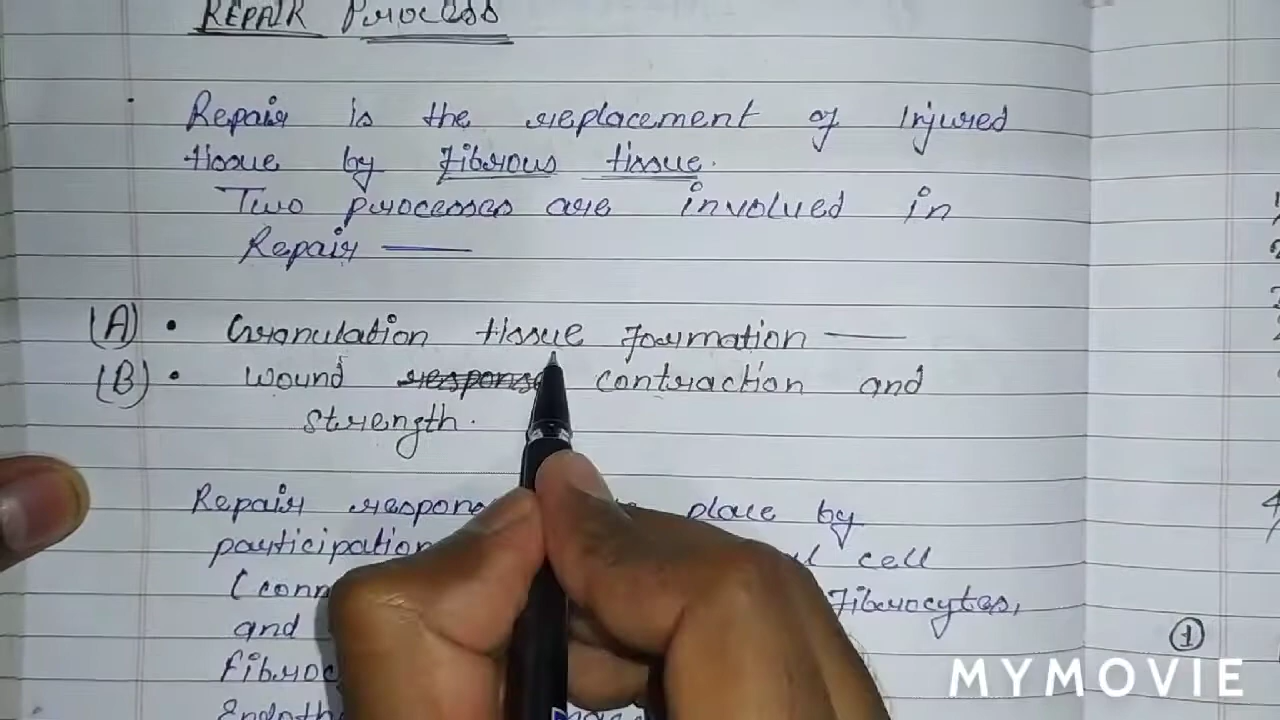 REPAIR Process
Repair is the replacement of Injured
tissue by Fibrous tissue.
Two processes are involved in
Repair —
(A) • Granulation tissue Formation —
(B) • Wound response contraction and
strength.
Repair place by
participation cell
Fibrocytes,
and
①
MYMOVIE